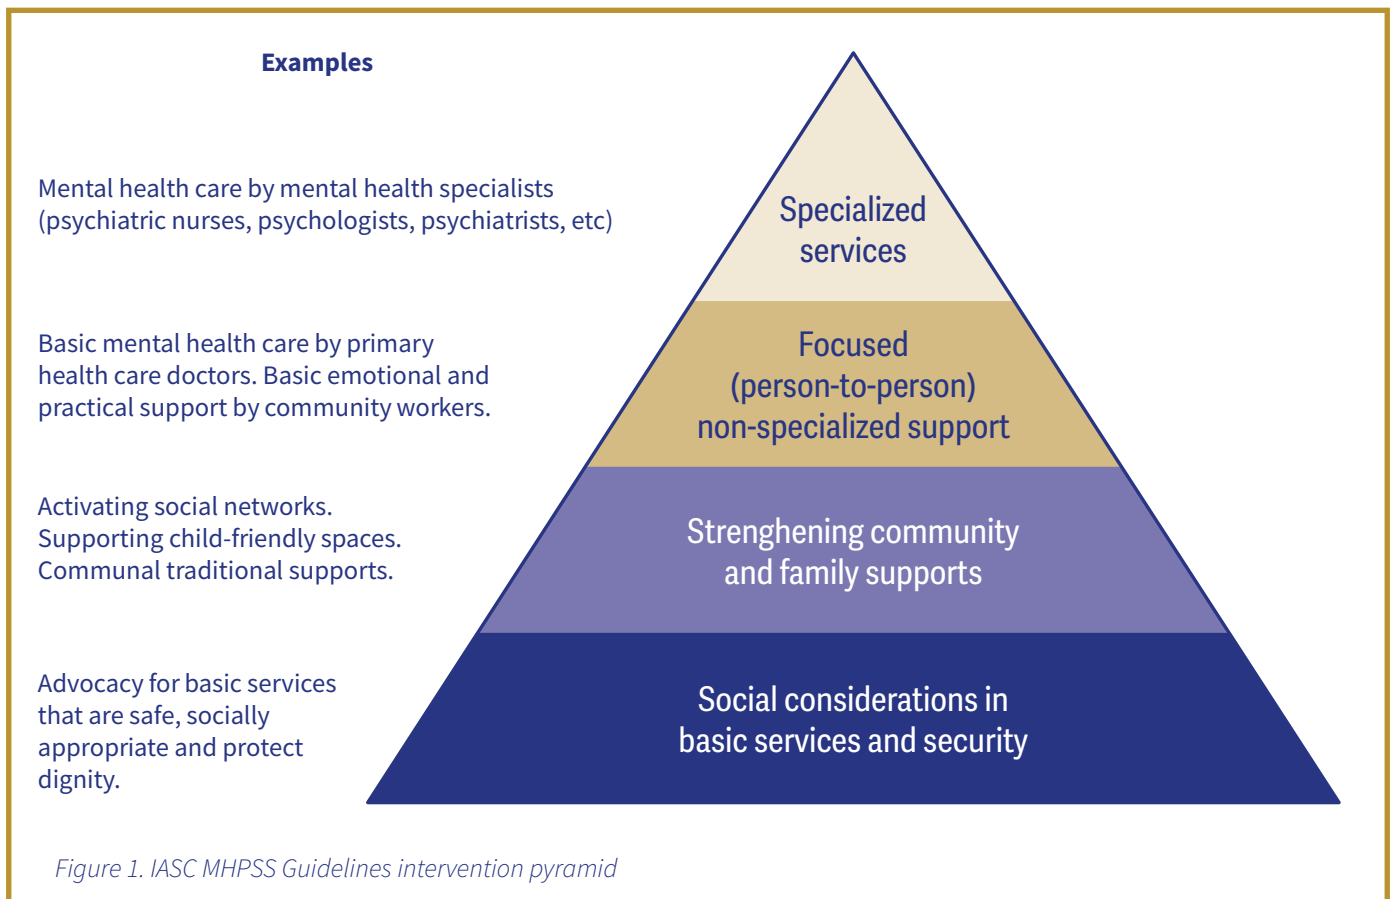 Examples
Mental health care by mental health specialists
(psychiatric nurses, psychologists, psychiatrists, etc)
Specialized
services
Basic mental health care by primary
health care doctors. Basic emotional and
practical support by community workers.
Focused
(person-to-person)
non-specialized support
Activating social networks.
Supporting child-friendly spaces.
Communal traditional supports.
Strenghening community
and family supports
Advocacy for basic services
that are safe, socially
appropriate and protect
dignity.
Social considerations in
basic services and security
Figure 1. IASC MHPSS Guidelines intervention pyramid